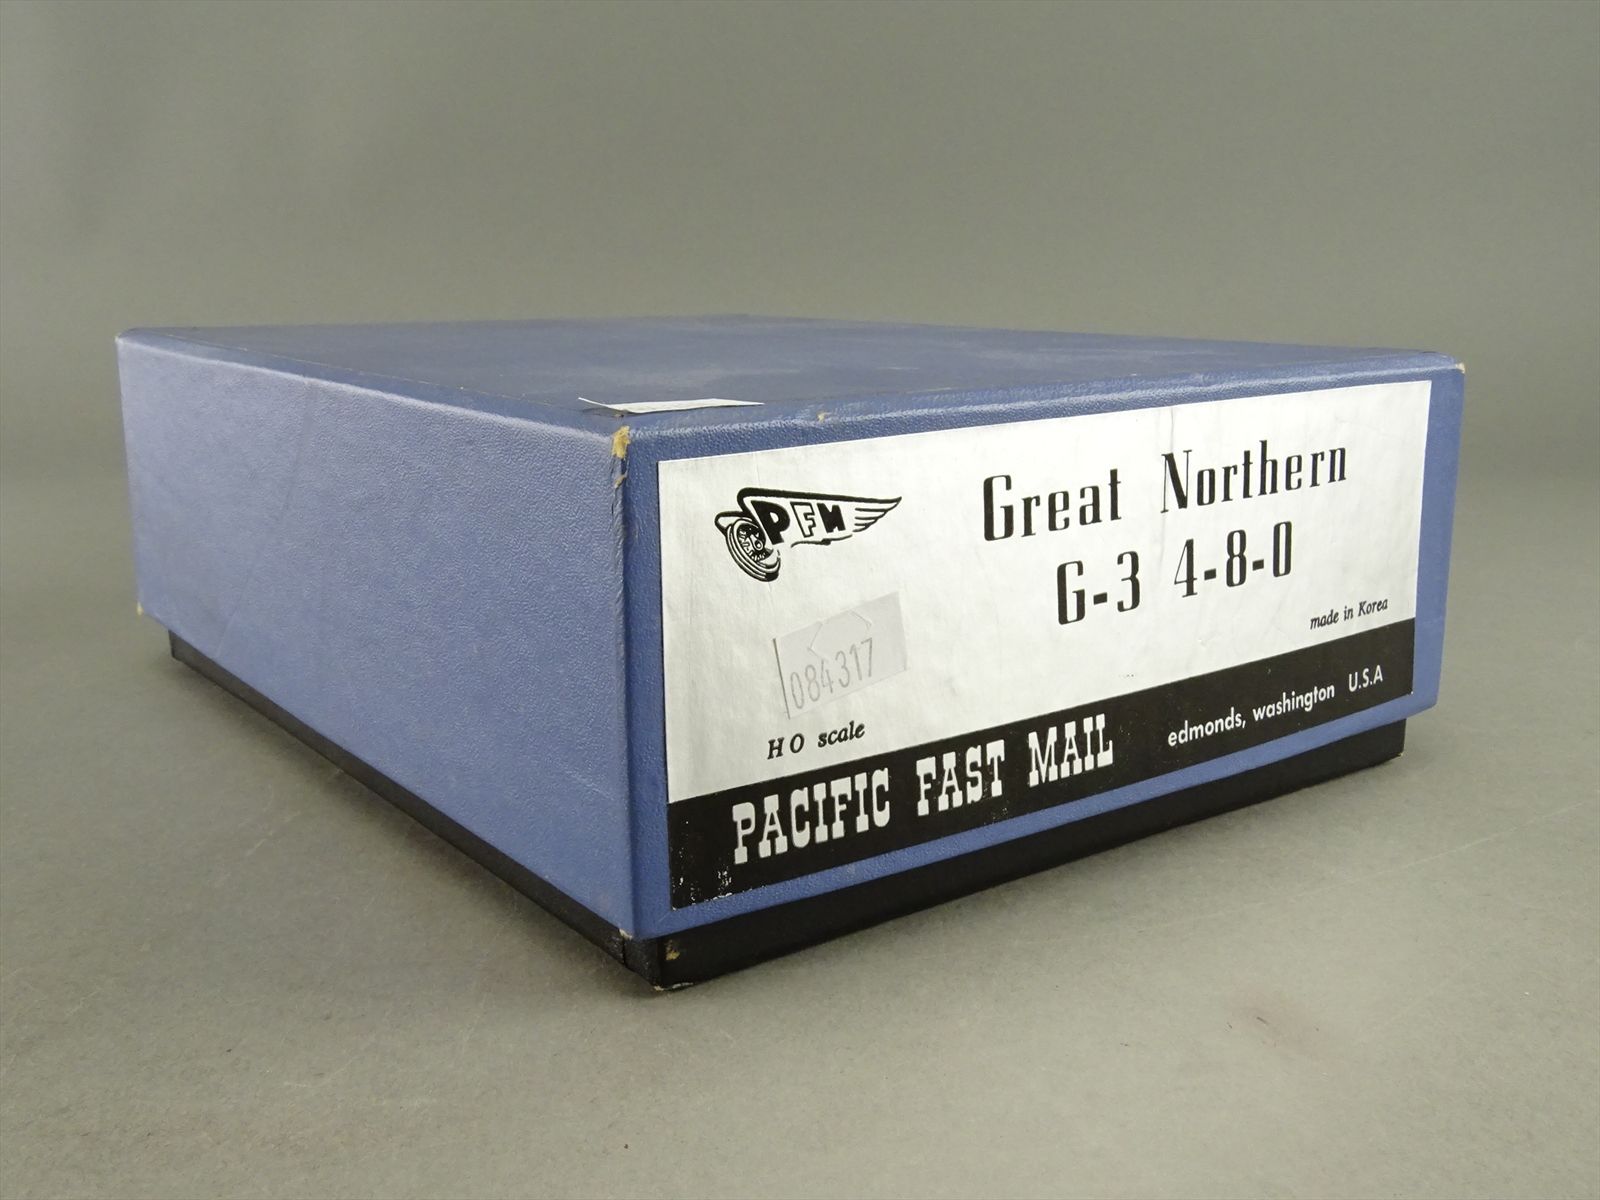 PFM
Great Northern
G-3 4-8-0
made in Korea
084317
HO scale
PACIFIC FAST MAIL
edmonds, washington U.S.A